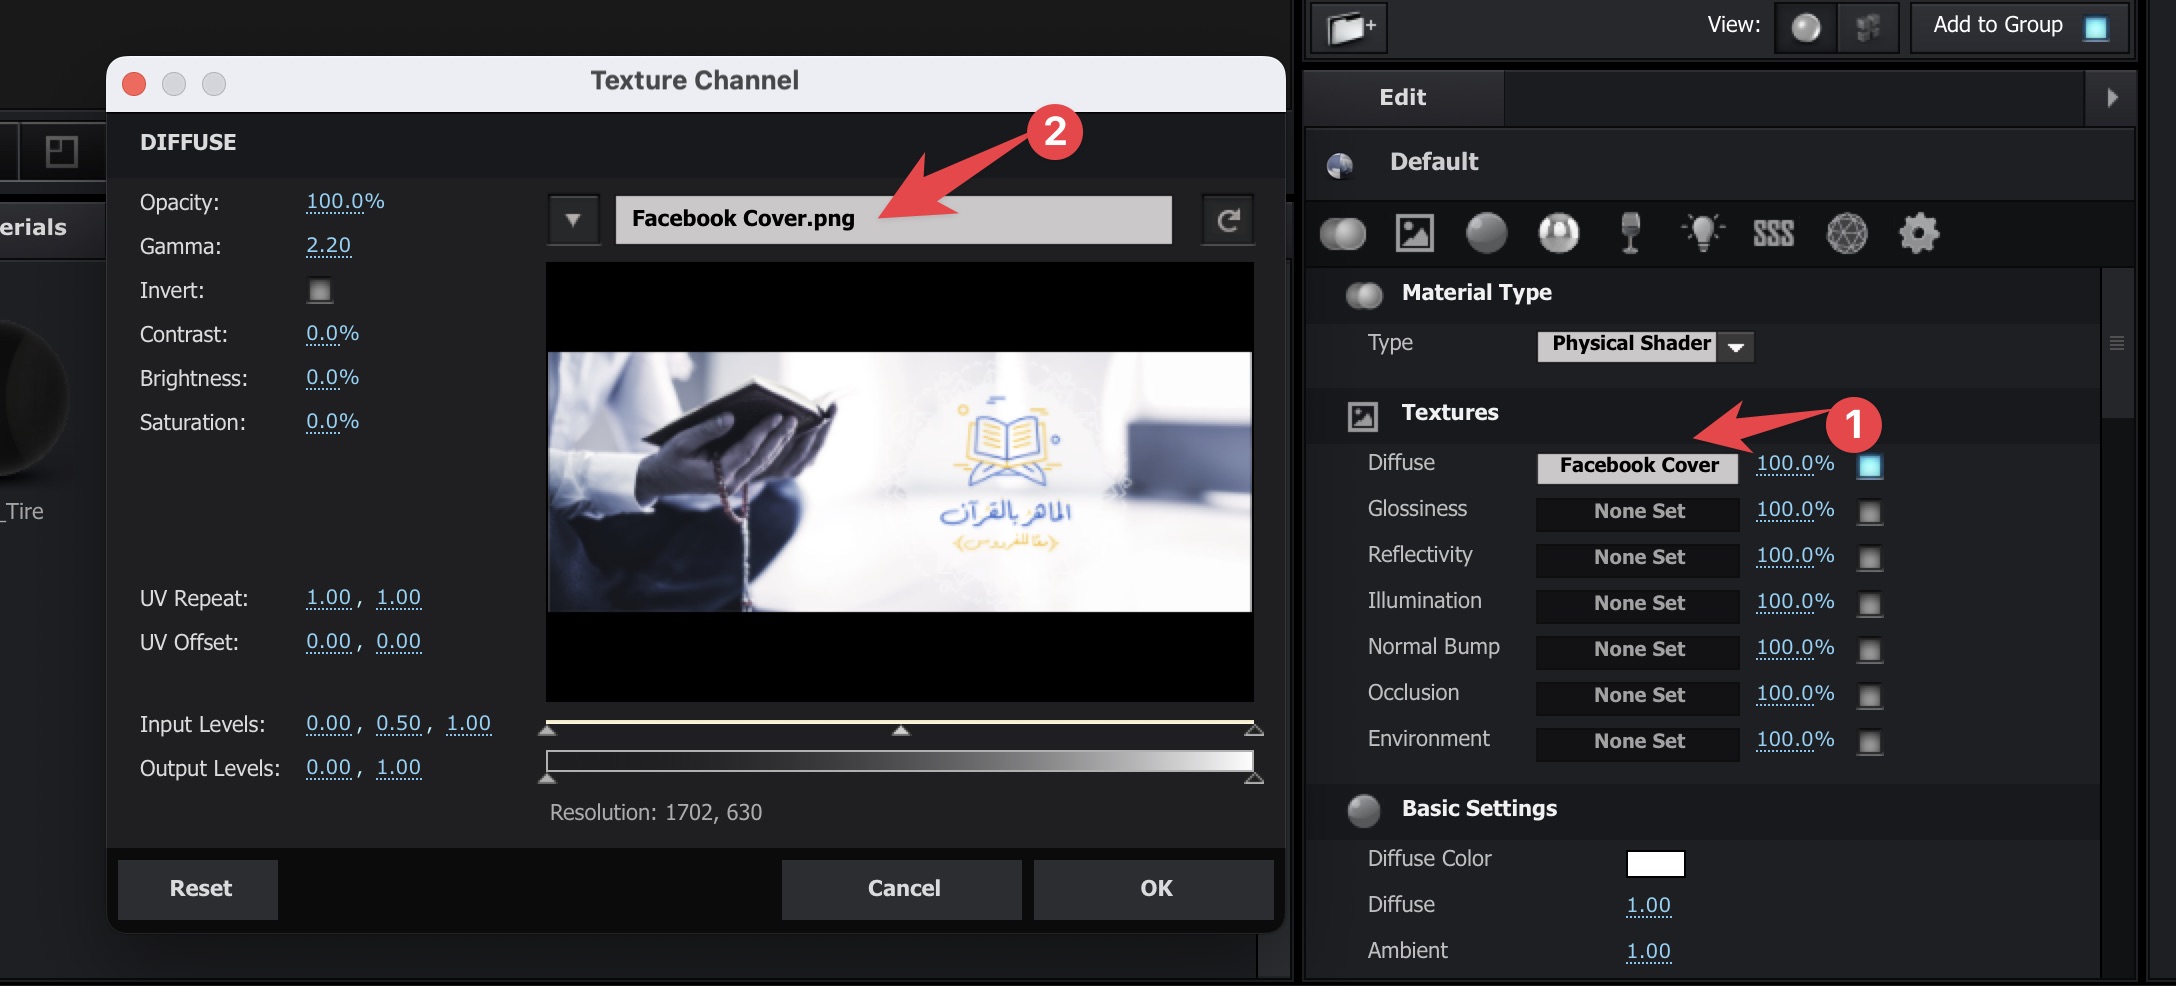 View:
Add to Group
Texture Channel
2
Edit
DIFFUSE
Default
Opacity: 100.0%
Facebook Cover.png
erials
Gamma: 2.20
SSS
Invert:
Material Type
Contrast: 0.0%
Type Physical Shader
Brightness: 0.0%
Saturation: 0.0%
Textures
1
Diffuse Facebook Cover 100.0%
Glossiness None Set 100.0%
_Tire
الماهر بالقرآن
Reflectivity None Set 100.0%
UV Repeat: 1.00 , 1.00
Illumination None Set 100.0%
UV Offset: 0.00 , 0.00
Normal Bump None Set 100.0%
Occlusion None Set 100.0%
Input Levels: 0.00 , 0.50 , 1.00
Environment None Set 100.0%
Output Levels: 0.00 , 1.00
Resolution: 1702, 630
Basic Settings
Diffuse Color
Reset
Cancel
OK
Diffuse 1.00
Ambient 1.00